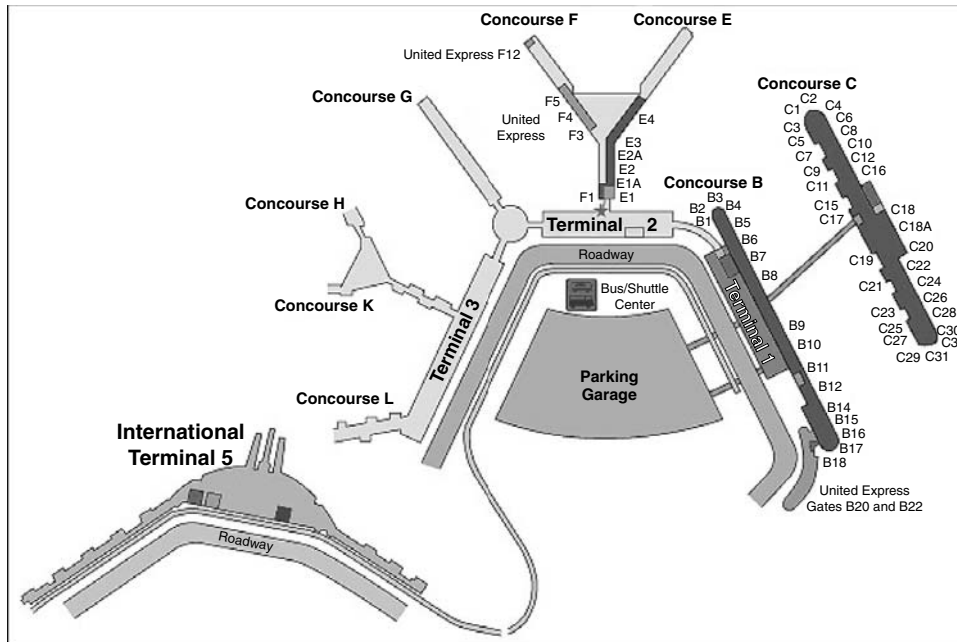 Concourse F
Concourse E
United Express F12
Concourse G
F5
F4
F3
United
Express
E4
E3
E2A
E2
E1A
E1
F1
Concourse C
C2
C4
C1
C6
C3
C8
C5
C10
C7
C12
C9
C16
C11
C15
C18
C17
C18A
C20
C19
C22
C21
C24
C26
C23
C28
C25
C30
C27
C3
C29
C31
Concourse B
B3
B2
B4
B1
B5
B6
B7
B8
B9
B10
B11
B12
B14
B15
B16
B17
B18
United Express
Gates B20 and B22
Concourse H
Terminal 2
Roadway
Bus/Shuttle
Center
Terminal 1
Concourse K
Terminal 3
Parking
Garage
Concourse L
International
Terminal 5
Roadway